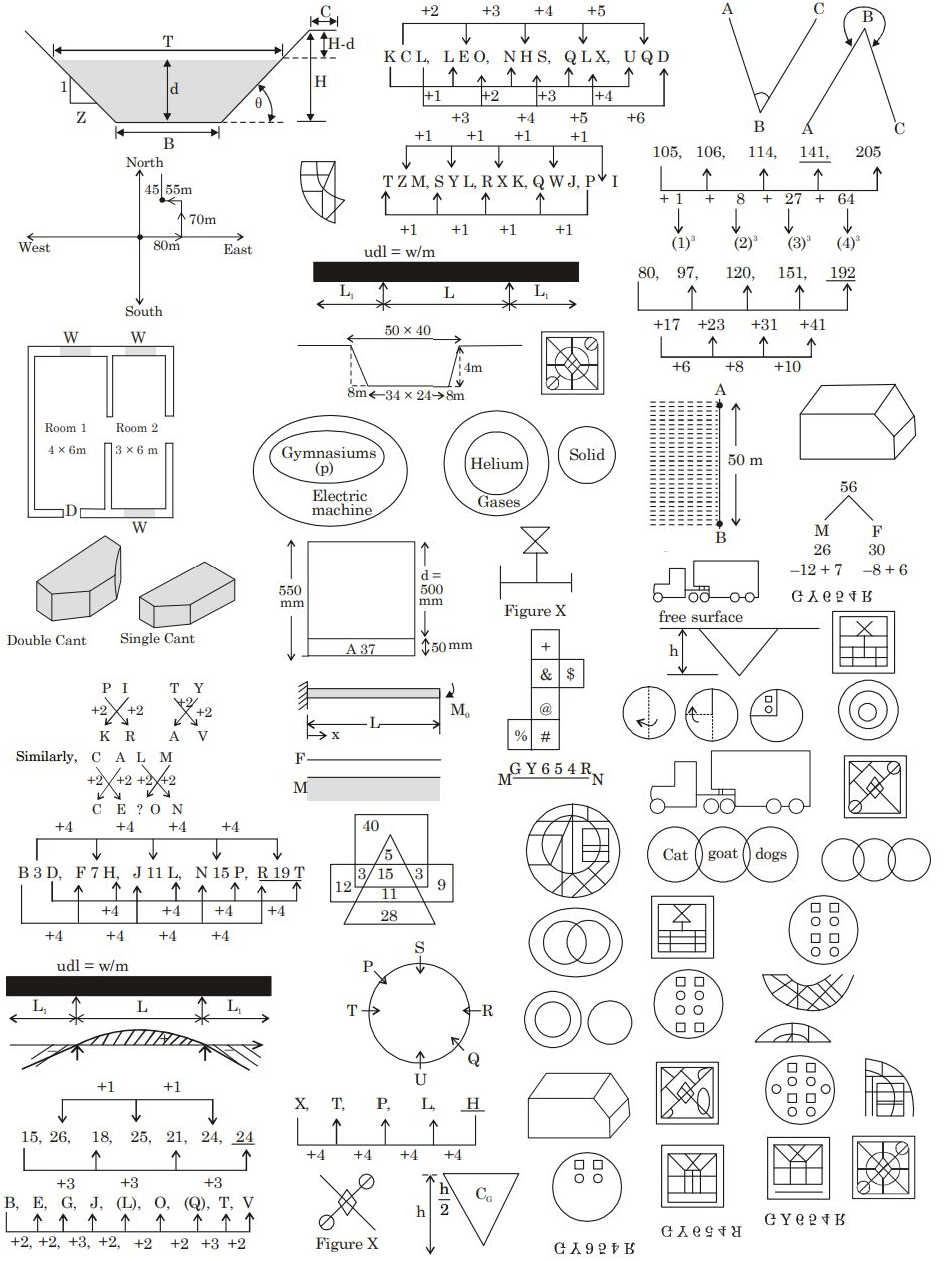 C
T
H-d
H
1
d
θ
Z
B
+2 +3 +4 +5
K C L, L E O, N H S, Q L X, U Q D
+1 +2 +3 +4
+3 +4 +5 +6
A C
B
B
A C
105, 106, 114, 141, 205
+ 1 + 8 + 27 + 64
(1)³ (2)³ (3)³ (4)³
North
45 55m
70m
West 80m East
South
+1 +1 +1 +1
T Z M, S Y L, R X K, Q W J, P I
+1 +1 +1 +1
udl = w/m
L₁ L L₁
80, 97, 120, 151, 192
+17 +23 +31 +41
+6 +8 +10
W W
Room 1 Room 2
4 × 6m 3 × 6 m
D
W
50 × 40
4m
8m 34 × 24 8m
Gymnasiums
(p)
Electric
machine
Helium
Gases
Solid
A
50 m
B
56
M F
26 30
–12 + 7 –8 + 6
GY654R
Double Cant Single Cant
550
mm
d =
500
mm
A 37 50 mm
Figure X
free surface
h
+
& $
@
% #
P I T Y
+2 +2 +2 +2
K R A V
Similarly, C A L M
+2 +2 +2 +2
C E ? O N
M₀
L
x
F
M
G Y 6 5 4 R
M N
+4 +4 +4 +4
B 3 D, F 7 H, J 11 L, N 15 P, R 19 T
+4 +4 +4
+4 +4 +4 +4
40
5
3 15 3
12 9
11
28
Cat goat dogs
udl = w/m
L₁ L L₁
– + –
S
P
T R
Q
U
+1 +1
15, 26, 18, 25, 21, 24, 24
+3 +3 +3
X, T, P, L, H
+4 +4 +4 +4
B, E, G, J, (L), O, (Q), T, V
+2, +2, +3, +2, +2 +2 +3 +2
Figure X
h
h
2
C_G
GY654R
GY654R
GY654R